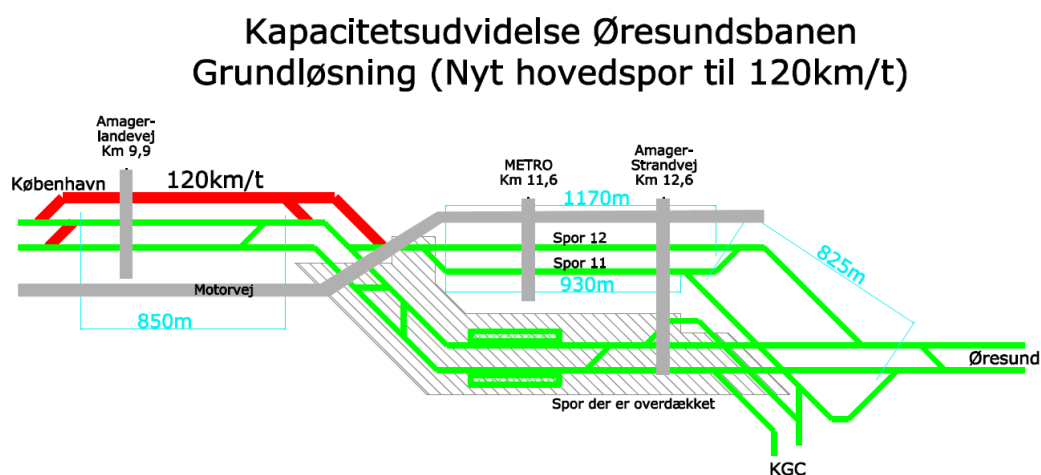 Kapacitetsudvidelse Øresundsbanen
Grundløsning (Nyt hovedspor til 120km/t)
Amager-
landevej
Km 9,9
København
120km/t
METRO
Km 11,6
Amager-
Strandvej
Km 12,6
1170m
Spor 12
Spor 11
930m
825m
Motorvej
850m
Øresund
Spor der er overdækket
KGC